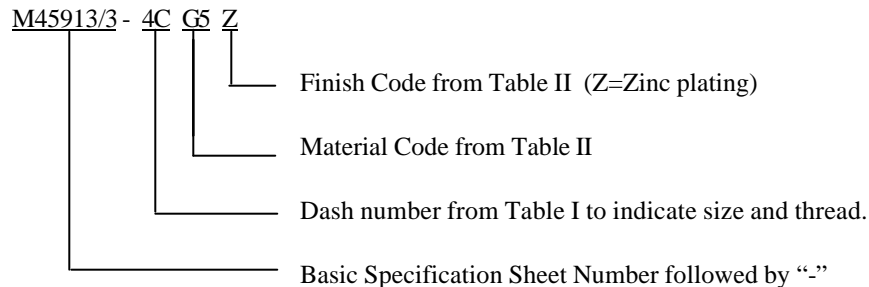 M45913/3 - 4C G5 Z
Finish Code from Table II (Z=Zinc plating)
Material Code from Table II
Dash number from Table I to indicate size and thread.
Basic Specification Sheet Number followed by “-”